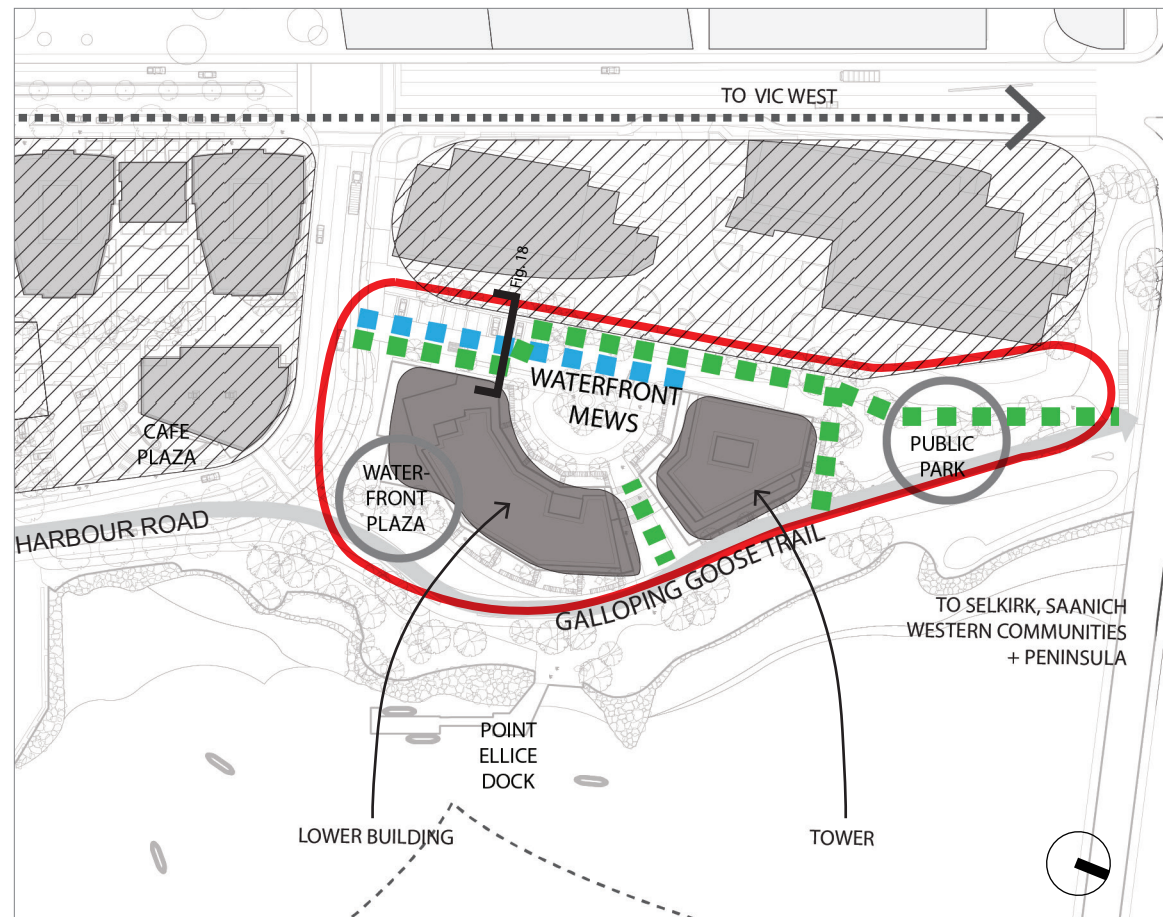 TO VIC WEST
Fig. 18
WATERFRONT
MEWS
CAFE
PLAZA
WATER-
FRONT
PLAZA
PUBLIC
PARK
HARBOUR ROAD
GALLOPING GOOSE TRAIL
TO SELKIRK, SAANICH
WESTERN COMMUNITIES
+ PENINSULA
POINT
ELLICE
DOCK
LOWER BUILDING
TOWER